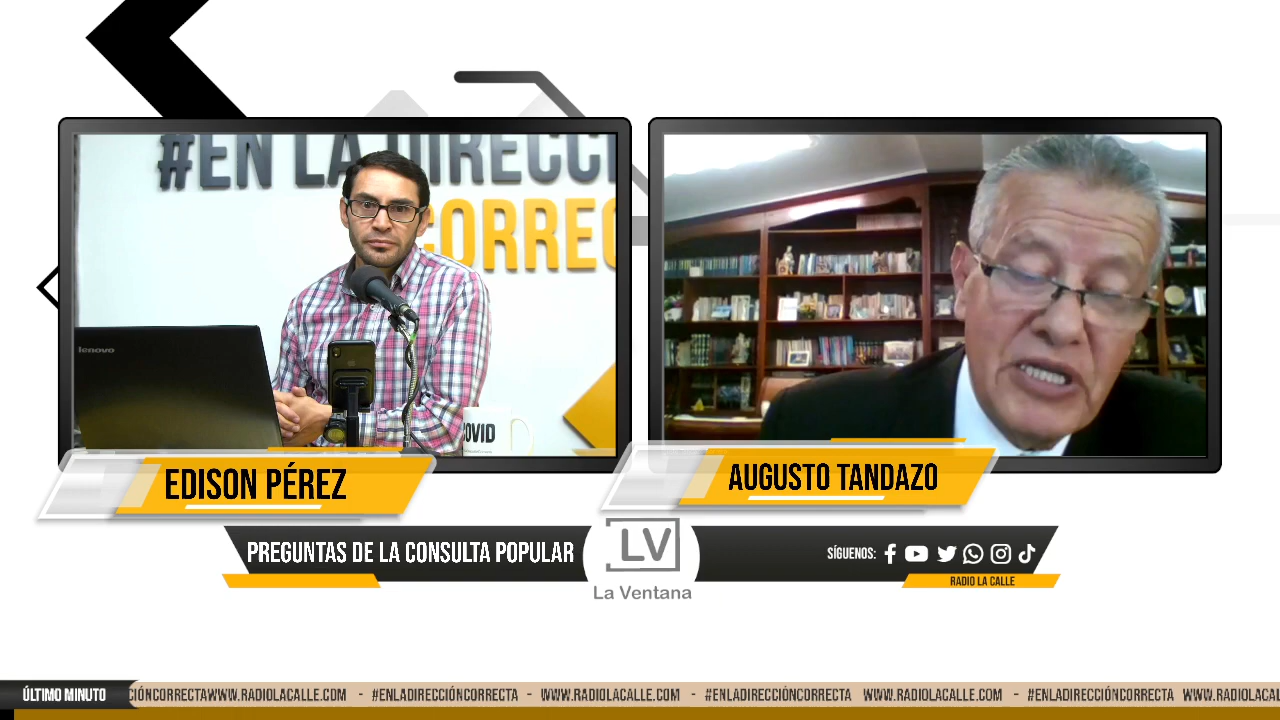 #EN LA DIRECCI
CORREC
lenovo
OVID
EDISON PÉREZ
AUGUSTO TANDAZO
PREGUNTAS DE LA CONSULTA POPULAR
LV
La Ventana
SÍGUENOS:
RADIO LA CALLE
ÚLTIMO MINUTO
CIÓNCORRECTAWWW.RADIOLACALLE.COM - #ENLADIRECCIÓNCORRECTA - WWW.RADIOLACALLE.COM - #ENLADIRECCIÓNCORRECTA WWW.RADIOLACALLE.COM - #ENLADIRECCIÓNCORRECTA WWW.RADIOLACAL